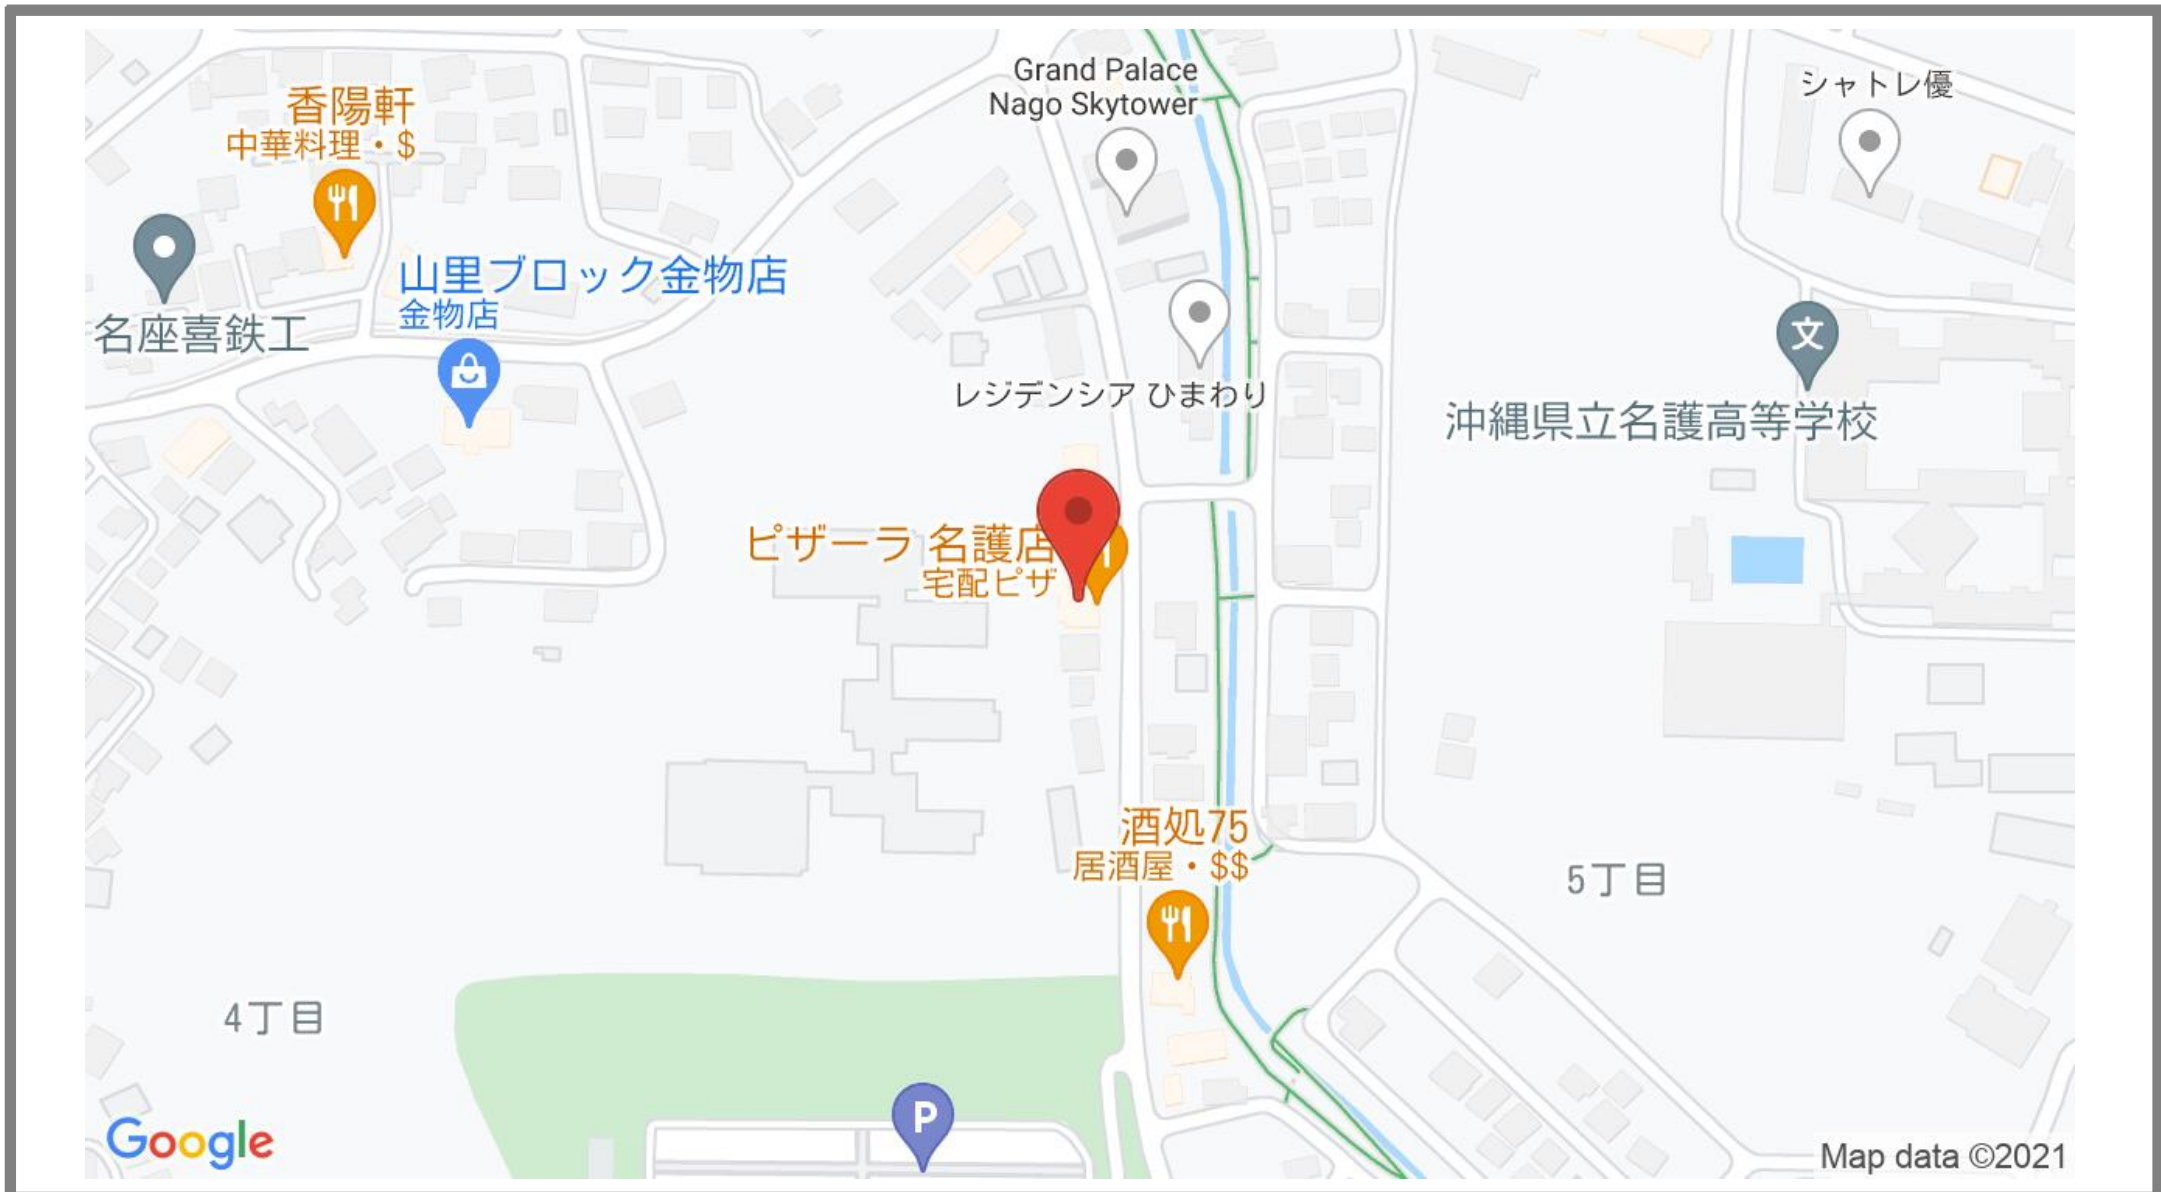 Grand Palace
Nago Skytower
シャトレ優
香陽軒
中華料理・$
山里ブロック金物店
金物店
名座喜鉄工
レジデンシア ひまわり
文
沖縄県立名護高等学校
ピザーラ 名護店
宅配ピザ
酒処75
居酒屋・$$
5丁目
4丁目
P
Google
Map data ©2021